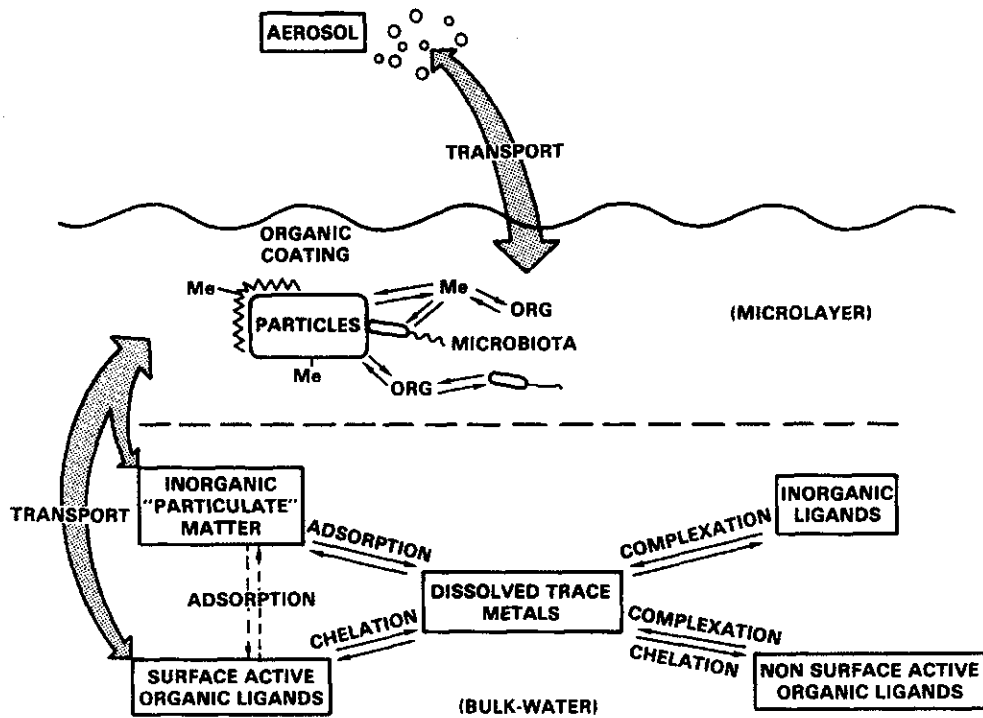 AEROSOL
TRANSPORT
ORGANIC
COATING
Me
Me
ORG
(MICROLAYER)
PARTICLES
MICROBIOTA
Me
ORG
INORGANIC
"PARTICULATE"
MATTER
TRANSPORT
ADSORPTION
COMPLEXATION
INORGANIC
LIGANDS
DISSOLVED TRACE
METALS
ADSORPTION
CHELATION
COMPLEXATION
CHELATION
SURFACE ACTIVE
ORGANIC LIGANDS
(BULK-WATER)
NON SURFACE ACTIVE
ORGANIC LIGANDS